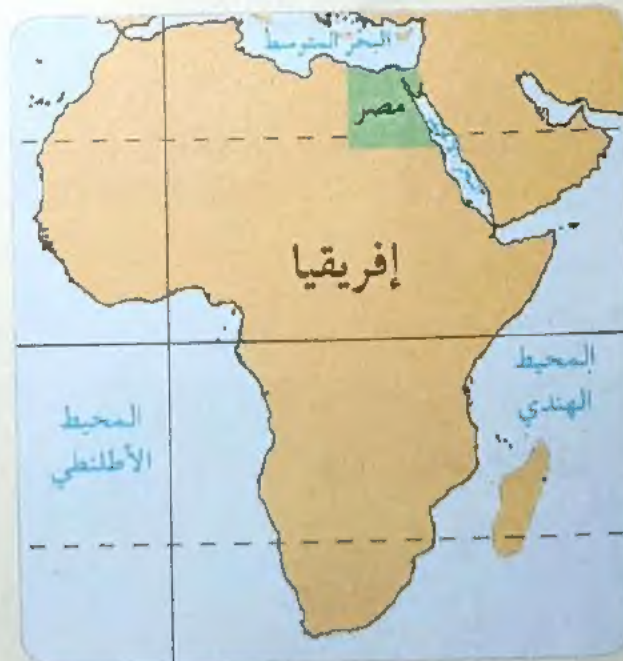 البحر المتوسط
مصر
إفريقيا
المحيط
الهندي
المحيط
الأطلنطي